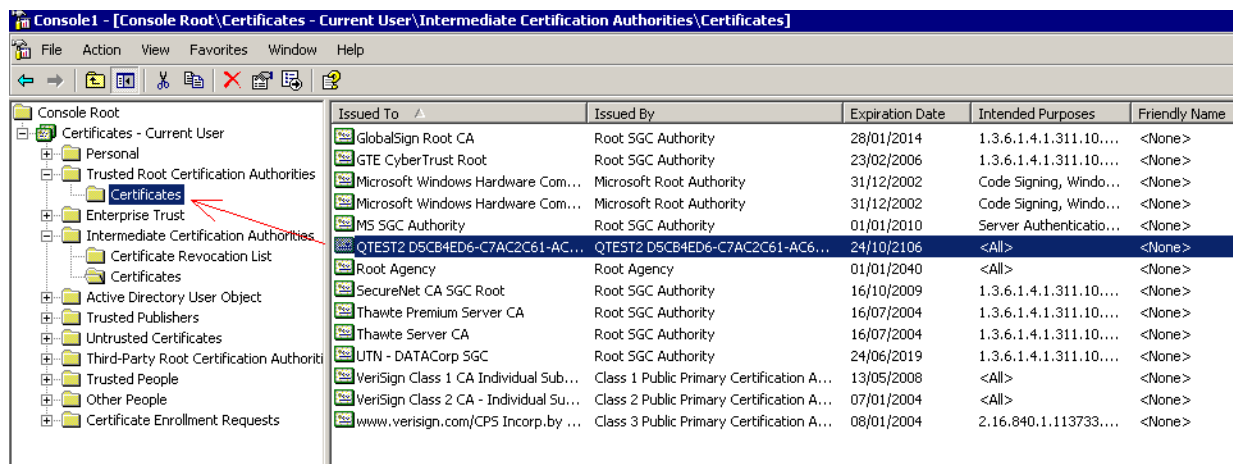 Console1 - [Console Root\Certificates - Current User\Intermediate Certification Authorities\Certificates]
File Action View Favorites Window Help
Console Root
Certificates - Current User
Personal
Trusted Root Certification Authorities
Certificates
Enterprise Trust
Intermediate Certification Authorities
Certificate Revocation List
Certificates
Active Directory User Object
Trusted Publishers
Untrusted Certificates
Third-Party Root Certification Authoriti
Trusted People
Other People
Certificate Enrollment Requests
Issued To Issued By Expiration Date Intended Purposes Friendly Name
GlobalSign Root CA Root SGC Authority 28/01/2014 1.3.6.1.4.1.311.10.... <None>
GTE CyberTrust Root Root SGC Authority 23/02/2006 1.3.6.1.4.1.311.10.... <None>
Microsoft Windows Hardware Com... Microsoft Root Authority 31/12/2002 Code Signing, Windo... <None>
Microsoft Windows Hardware Com... Microsoft Root Authority 31/12/2002 Code Signing, Windo... <None>
MS SGC Authority Root SGC Authority 01/01/2010 Server Authenticatio... <None>
QTEST2 D5CB4ED6-C7AC2C61-AC... QTEST2 D5CB4ED6-C7AC2C61-AC6... 24/10/2106 <All> <None>
Root Agency Root Agency 01/01/2040 <All> <None>
SecureNet CA SGC Root Root SGC Authority 16/10/2009 1.3.6.1.4.1.311.10.... <None>
Thawte Premium Server CA Root SGC Authority 16/07/2004 1.3.6.1.4.1.311.10.... <None>
Thawte Server CA Root SGC Authority 16/07/2004 1.3.6.1.4.1.311.10.... <None>
UTN - DATACorp SGC Root SGC Authority 24/06/2019 1.3.6.1.4.1.311.10.... <None>
VeriSign Class 1 CA Individual Sub... Class 1 Public Primary Certification A... 13/05/2008 <All> <None>
VeriSign Class 2 CA - Individual Su... Class 2 Public Primary Certification A... 07/01/2004 <All> <None>
www.verisign.com/CPS Incorp.by ... Class 3 Public Primary Certification A... 08/01/2004 2.16.840.1.113733.... <None>